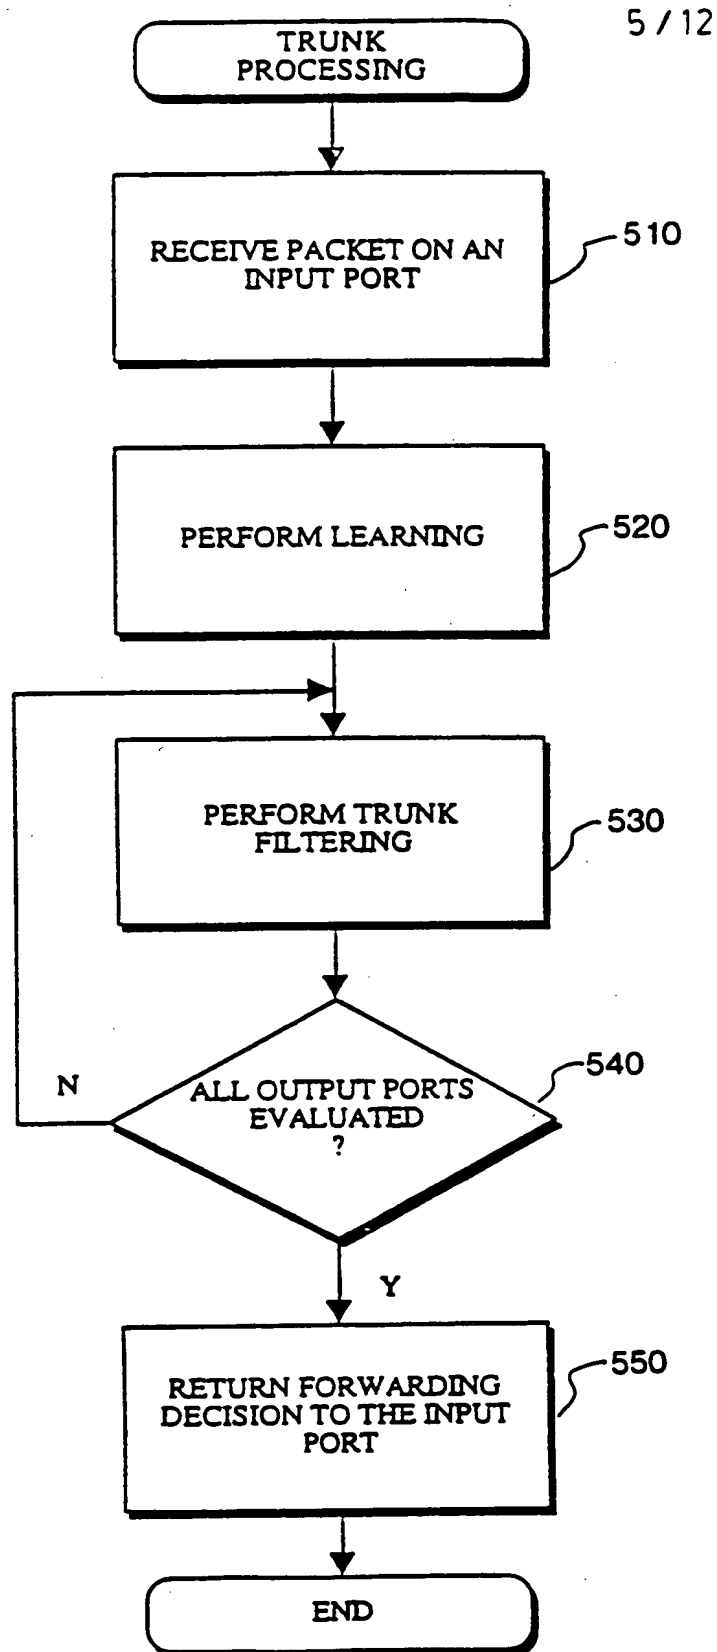 5 / 12
TRUNK
PROCESSING
RECEIVE PACKET ON AN
INPUT PORT
510
PERFORM LEARNING
520
PERFORM TRUNK
FILTERING
530
ALL OUTPUT PORTS
EVALUATED
?
540
N
Y
RETURN FORWARDING
DECISION TO THE INPUT
PORT
550
END